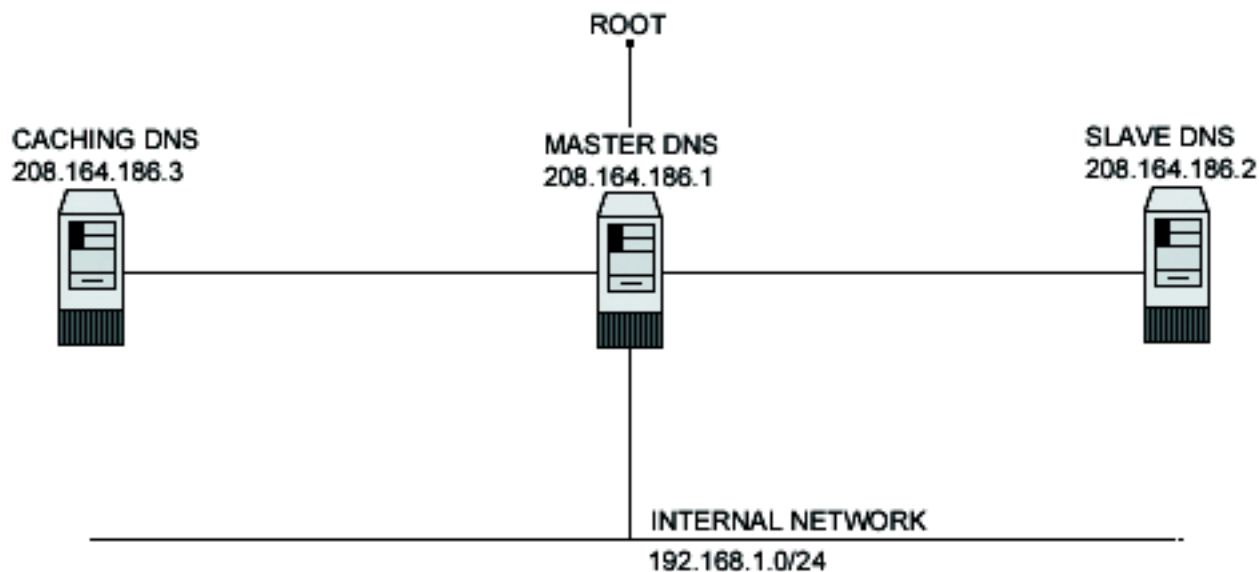 ROOT
CACHING DNS
208.164.186.3
MASTER DNS
208.164.186.1
SLAVE DNS
208.164.186.2
INTERNAL NETWORK
192.168.1.0/24